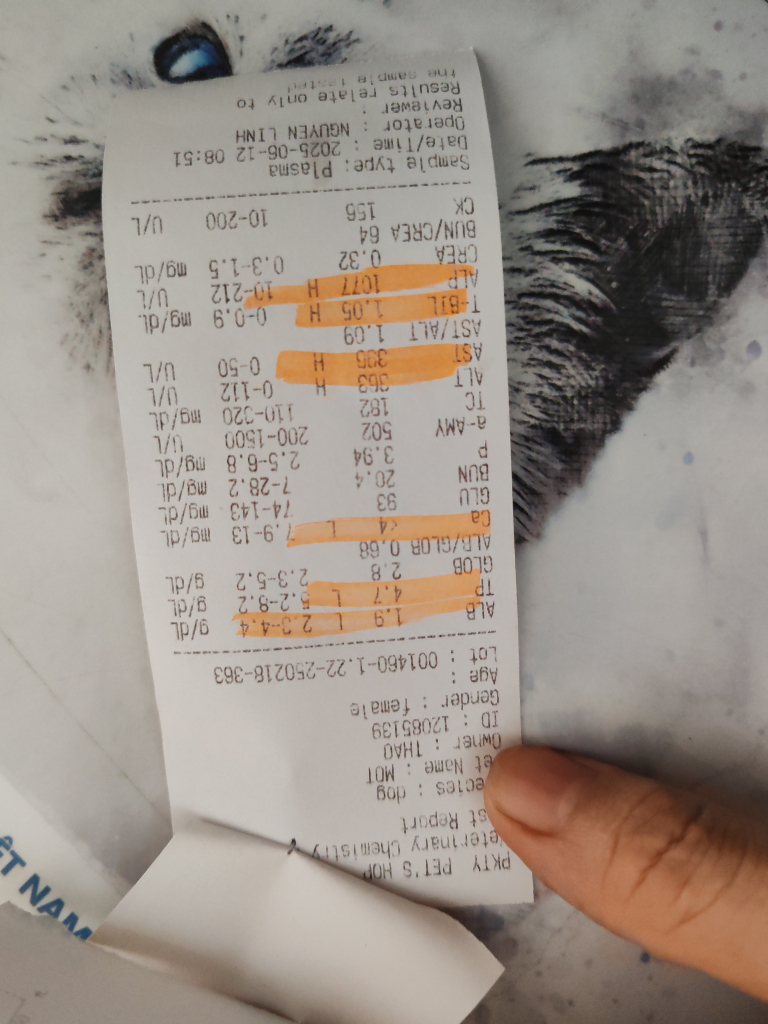 PKTY PET'S HOP
Veterinary Chemistry
Test Report
Species : dog
Pet Name : MOT
Owner : THAO
ID : 12085139
Gender : female
Age :
Lot : 001460-1.22-250218-363
ALB 1.9 L 2.3-4.4 g/dL
TP 4.7 L 5.2-8.2 g/dL
GLOB 2.8 2.3-5.2 g/dL
ALB/GLOB 0.68
Ca <4 L 7.9-13 mg/dL
GLU 93 74-143 mg/dL
BUN 20.4 7-28.2 mg/dL
P 3.94 2.5-6.8 mg/dL
a-AMY 502 200-1500 U/L
TC 182 110-320 mg/dL
ALT 363 H 0-112 U/L
AST 335 H 0-50 U/L
AST/ALT 1.09
T-BIL 1.05 H 0-0.9 mg/dL
ALP 1077 H 10-212 U/L
CREA 0.32 0.3-1.5 mg/dL
BUN/CREA 64
CK 156 10-200 U/L
Sample type: Plasma
Date/Time : 2025-06-12 08:51
Operator : NGUYEN LINH
Reviewer :
Results relate only to
the sample tested
ỆT NAM